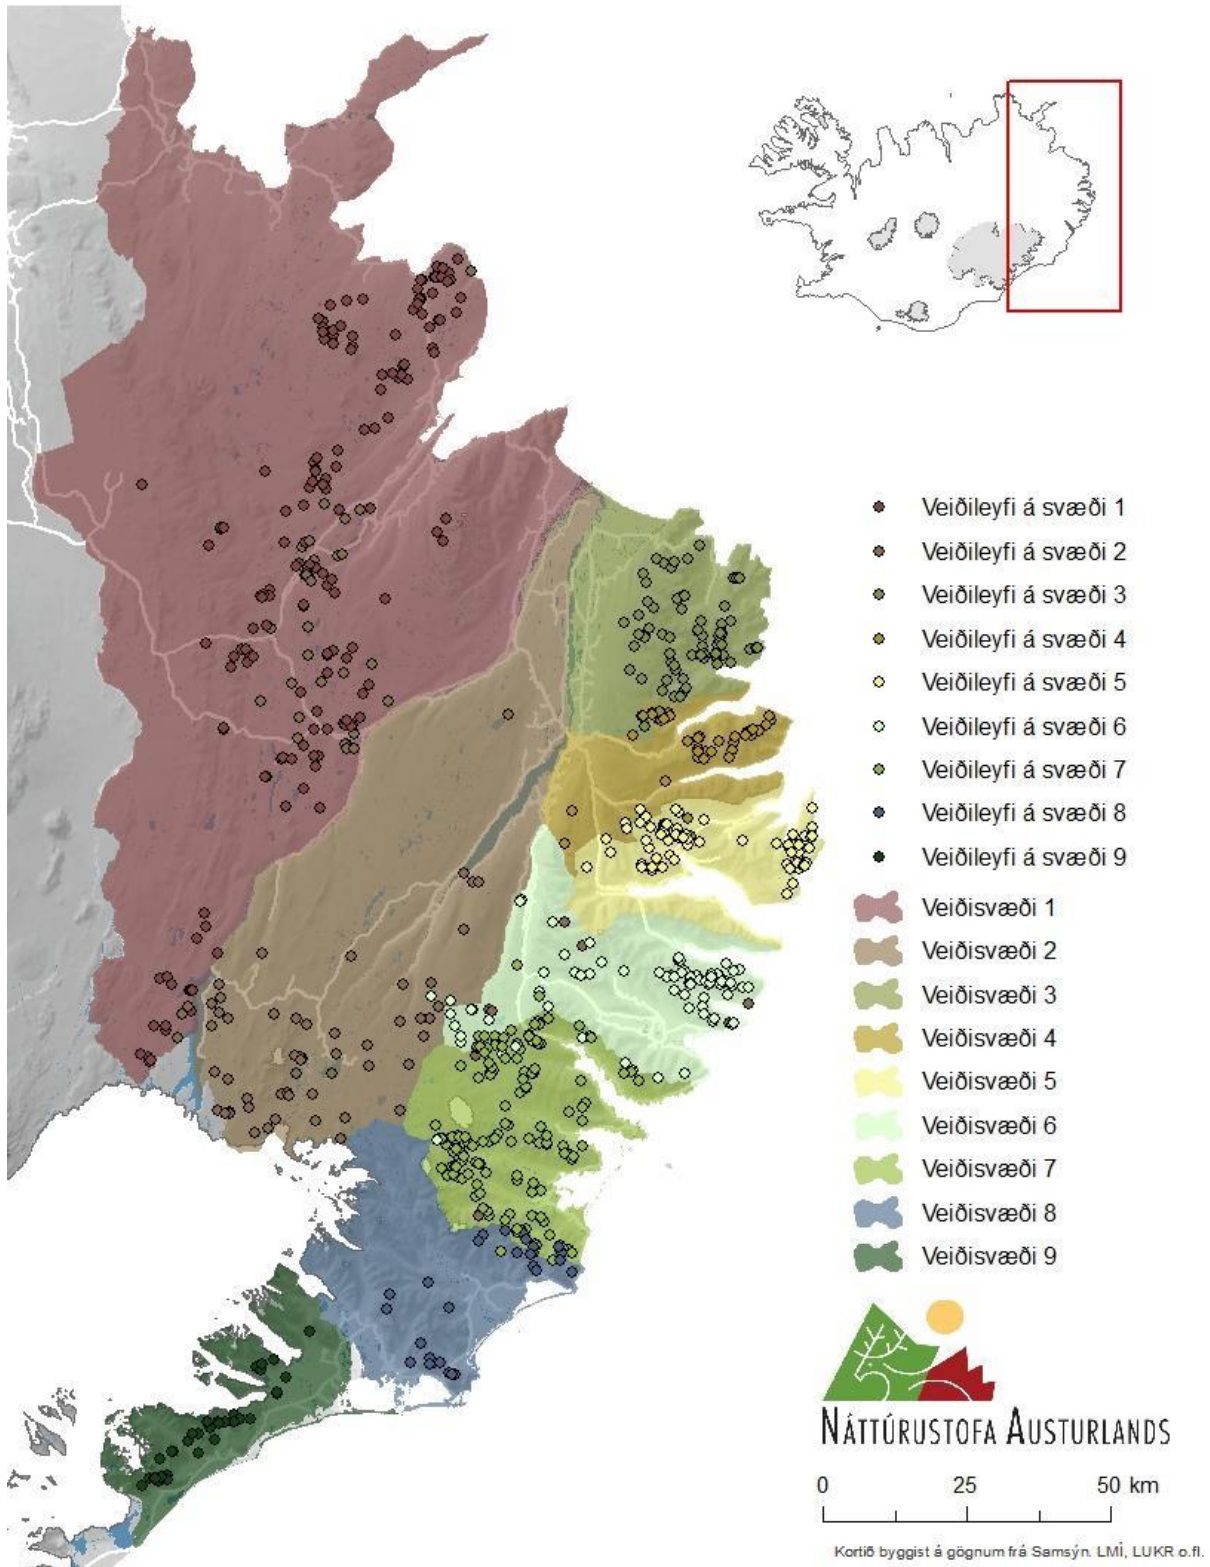 Veiðileyfi á svæði 1
Veiðileyfi á svæði 2
Veiðileyfi á svæði 3
Veiðileyfi á svæði 4
Veiðileyfi á svæði 5
Veiðileyfi á svæði 6
Veiðileyfi á svæði 7
Veiðileyfi á svæði 8
Veiðileyfi á svæði 9
Veiðisvæði 1
Veiðisvæði 2
Veiðisvæði 3
Veiðisvæði 4
Veiðisvæði 5
Veiðisvæði 6
Veiðisvæði 7
Veiðisvæði 8
Veiðisvæði 9
NÁTTÚRUSTOFA AUSTURLANDS
0 25 50 km
Kortið byggist á gögnum frá Samsýn. LMÍ, LUKR o.fl.